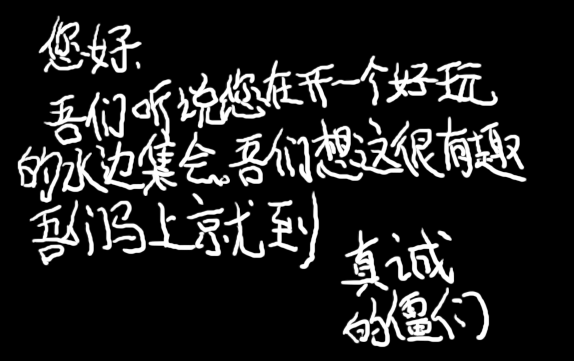 您好
吾们听说您在开一个好玩
的水边集会。吾们想这很有趣
吾们马上就到
真诚
的僵们